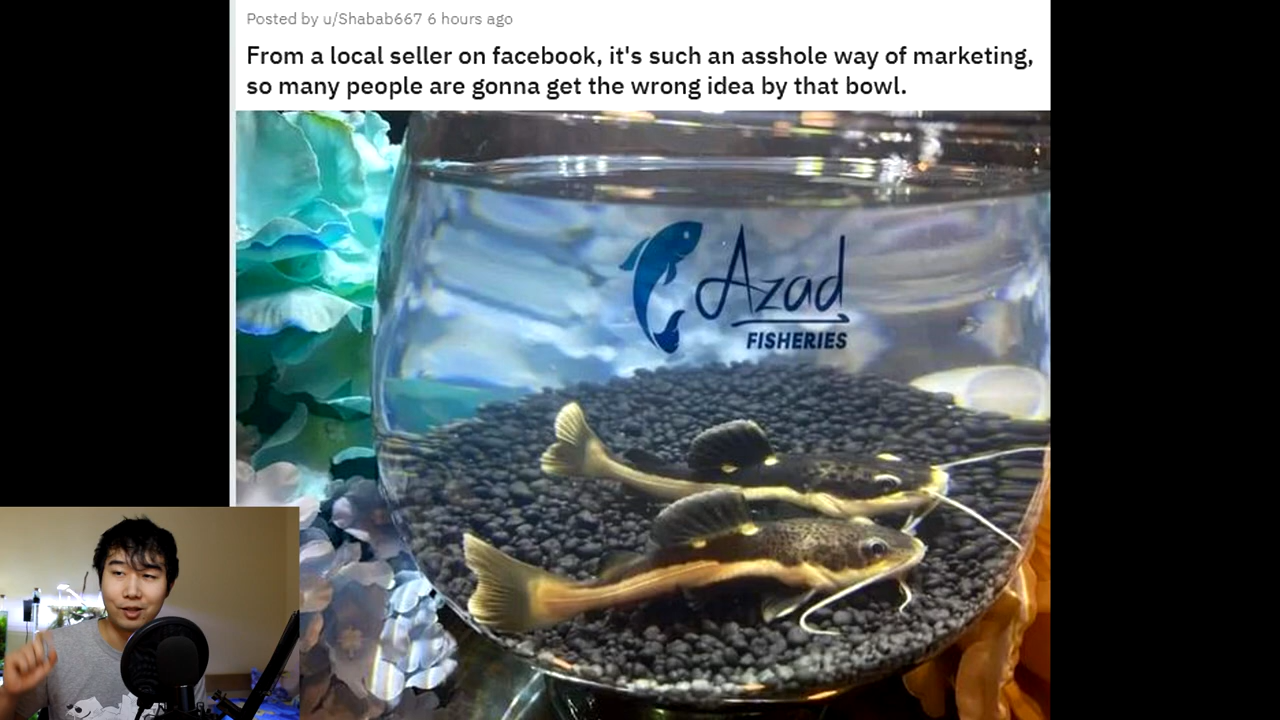 Posted by u/Shabab667 6 hours ago
From a local seller on facebook, it's such an asshole way of marketing,
so many people are gonna get the wrong idea by that bowl.
Azad
FISHERIES